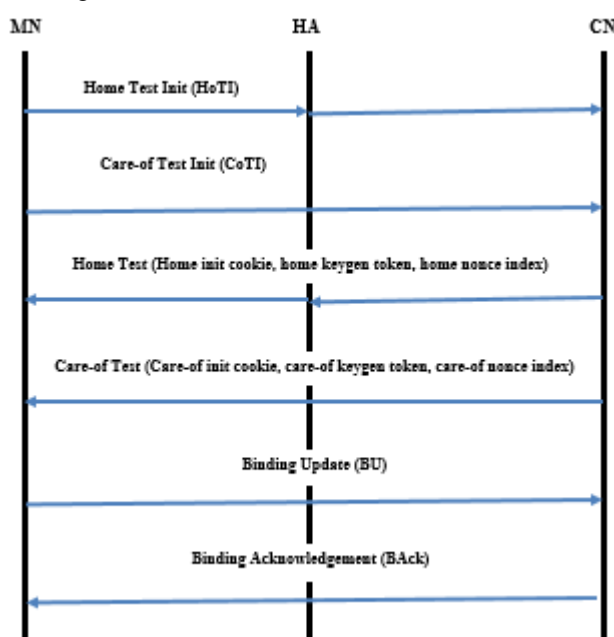 MN HA CN
Home Test Init (HoTI)
Care-of Test Init (CoTI)
Home Test (Home init cookie, home keygen token, home nonce index)
Care-of Test (Care-of init cookie, care-of keygen token, care-of nonce index)
Binding Update (BU)
Binding Acknowledgement (BAck)